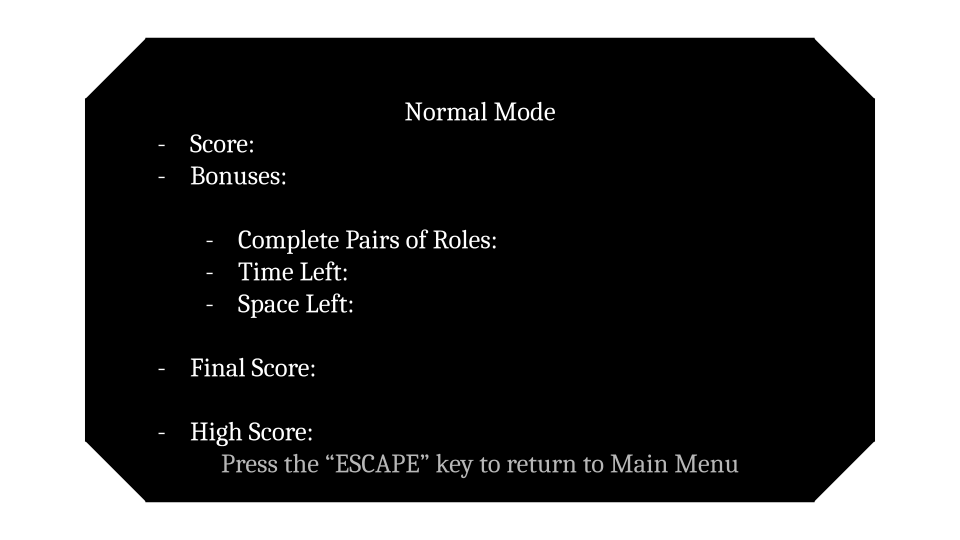 Normal Mode
- Score:
- Bonuses:
- Complete Pairs of Roles:
- Time Left:
- Space Left:
- Final Score:
- High Score:
Press the “ESCAPE” key to return to Main Menu